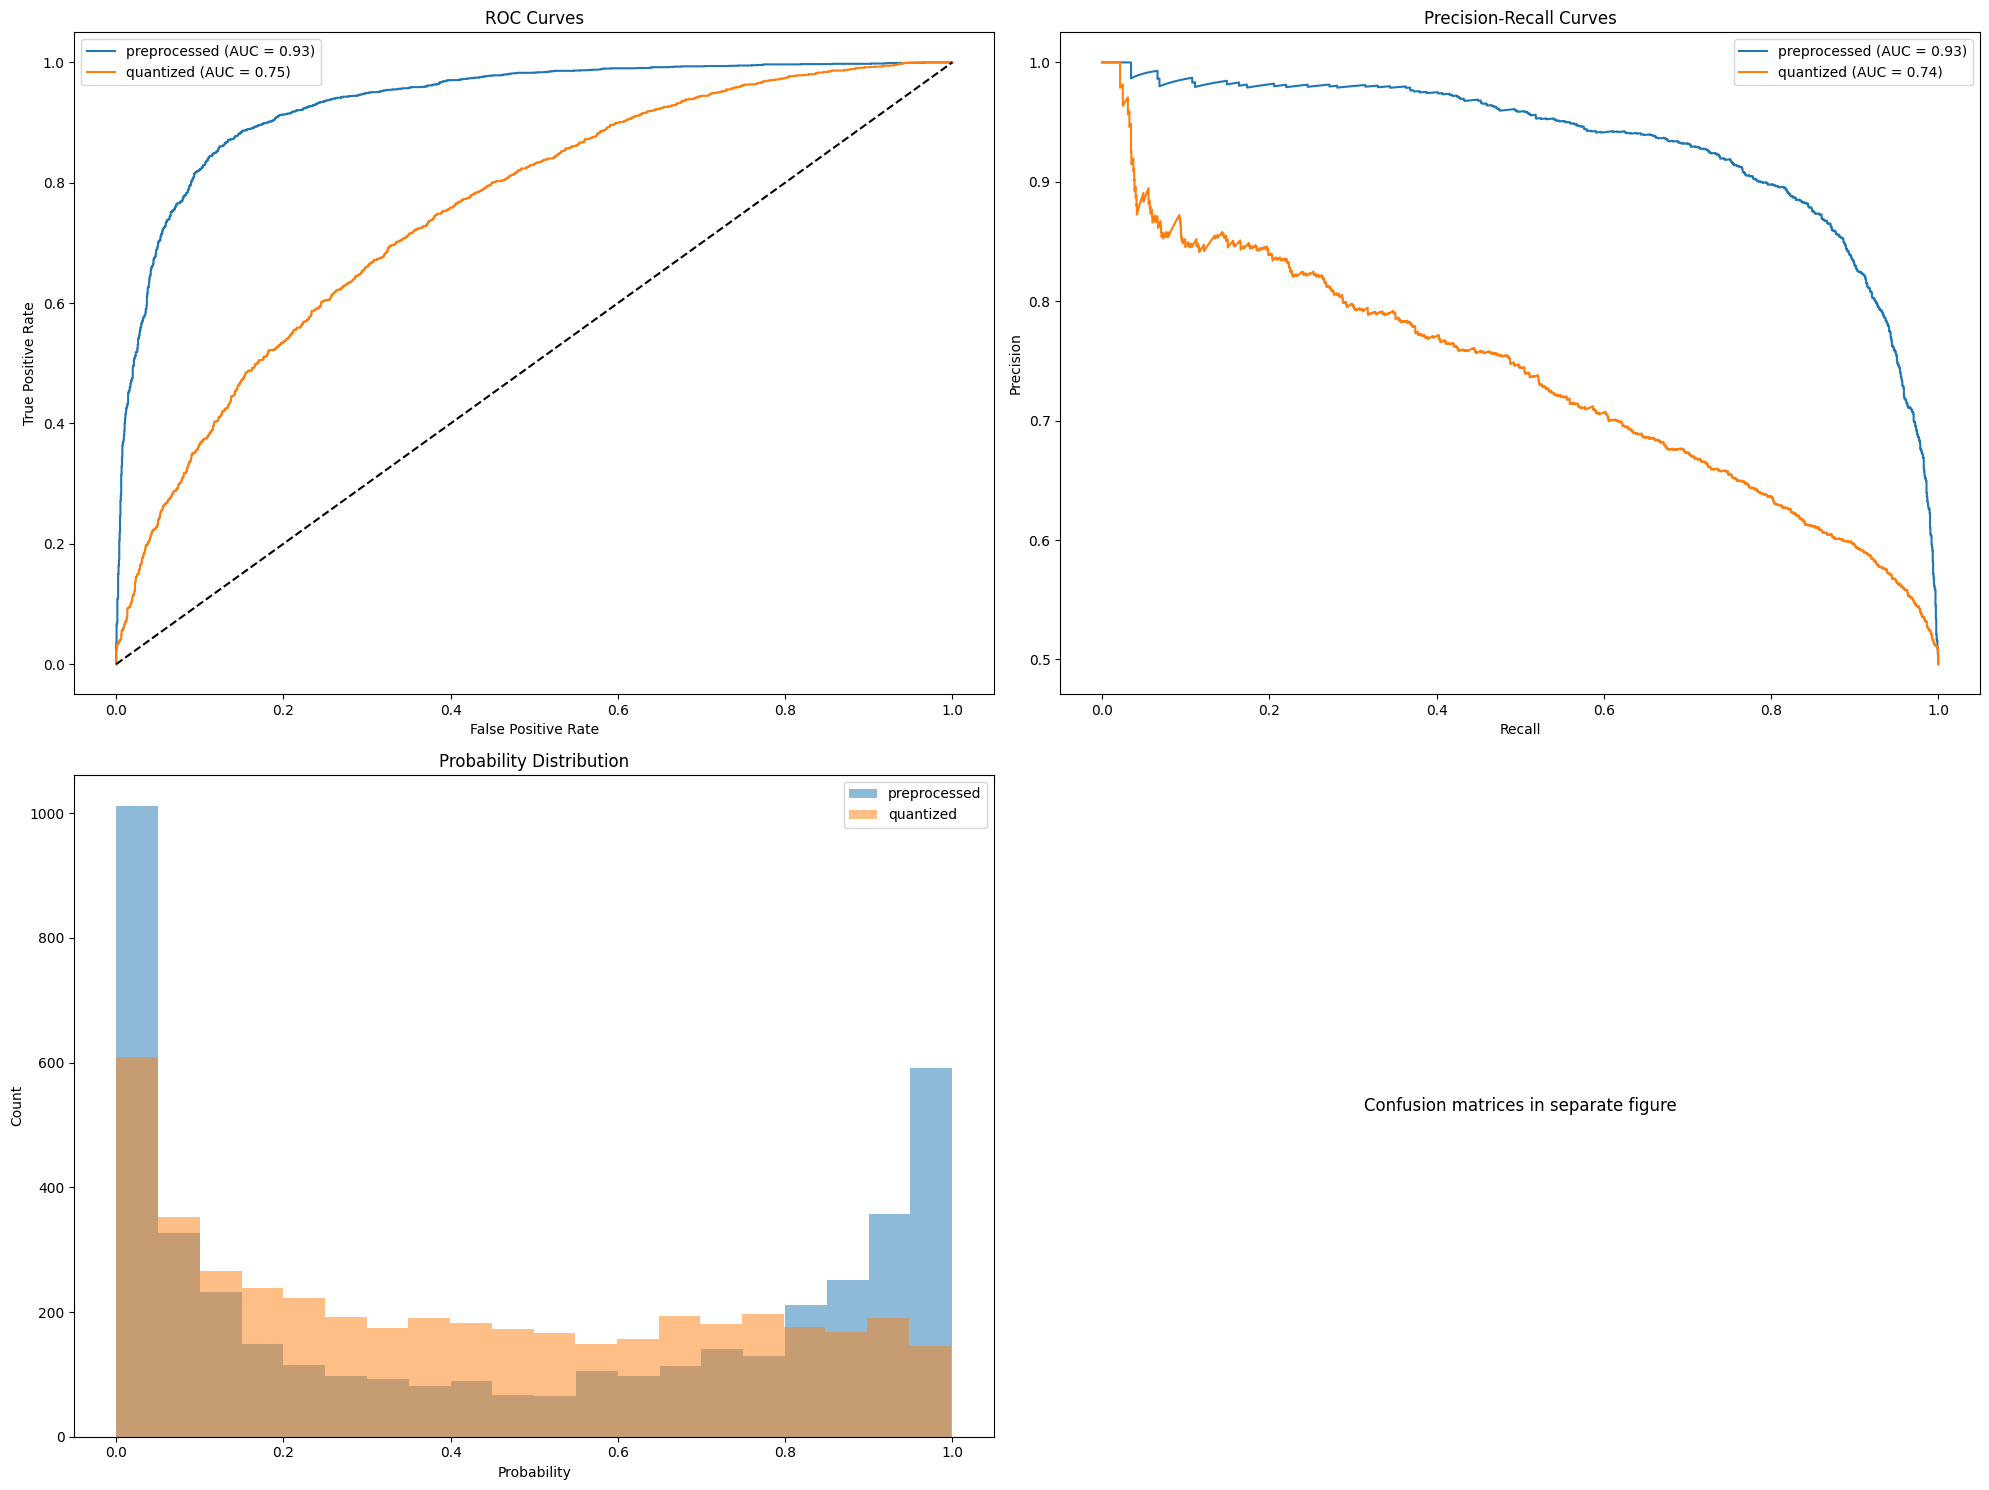 ROC Curves
preprocessed (AUC = 0.93)
quantized (AUC = 0.75)
1.0
0.8
0.6
0.4
0.2
0.0
True Positive Rate
0.0 0.2 0.4 0.6 0.8 1.0
False Positive Rate
Precision-Recall Curves
preprocessed (AUC = 0.93)
quantized (AUC = 0.74)
1.0
0.9
0.8
0.7
0.6
0.5
Precision
0.0 0.2 0.4 0.6 0.8 1.0
Recall
Probability Distribution
preprocessed
quantized
1000
800
600
400
200
0
Count
0.0 0.2 0.4 0.6 0.8 1.0
Probability
Confusion matrices in separate figure